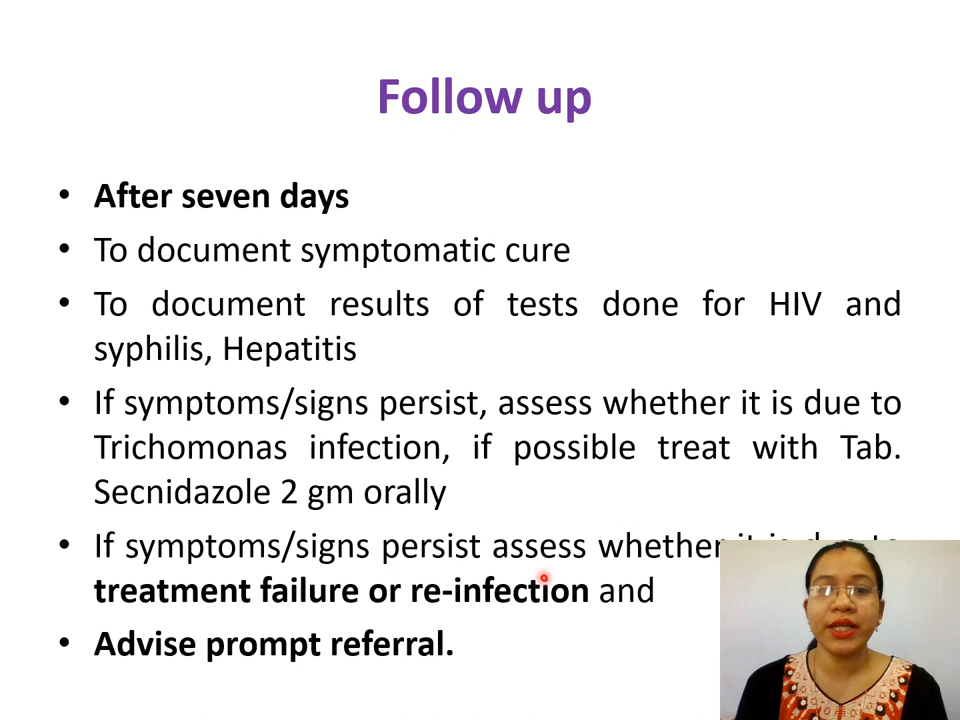 Follow up
• After seven days
• To document symptomatic cure
• To document results of tests done for HIV and
syphilis, Hepatitis
• If symptoms/signs persist, assess whether it is due to
Trichomonas infection, if possible treat with Tab.
Secnidazole 2 gm orally
• If symptoms/signs persist assess whether it is due to
treatment failure or re-infection and
• Advise prompt referral.